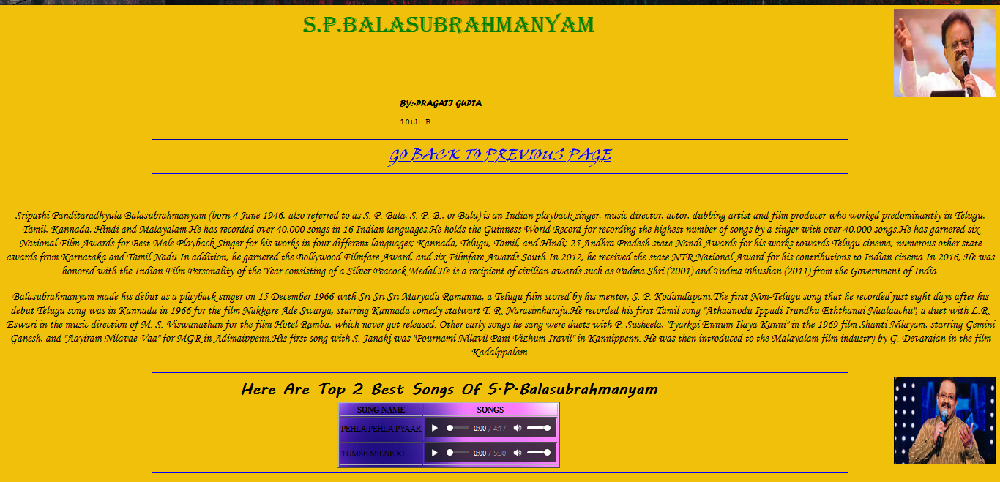 S.P.BALASUBRAHMANYAM
BY:-PRAGATI GUPTA
10th B
GO BACK TO PREVIOUS PAGE
Sripathi Panditaradhyula Balasubrahmanyam (born 4 June 1946; also referred to as S. P. Bala, S. P. B., or Balu) is an Indian playback singer, music director, actor, dubbing artist and film producer who worked predominantly in Telugu,
Tamil, Kannada, Hindi and Malayalam He has recorded over 40,000 songs in 16 Indian languages.He holds the Guinness World Record for recording the highest number of songs by a singer with over 40,000 songs.He has garnered six
National Film Awards for Best Male Playback Singer for his works in four different languages; Kannada, Telugu, Tamil, and Hindi; 25 Andhra Pradesh state Nandi Awards for his works towards Telugu cinema, numerous other state
awards from Karnataka and Tamil Nadu.In addition, he garnered the Bollywood Filmfare Award, and six Filmfare Awards South.In 2012, he received the state NTR National Award for his contributions to Indian cinema.In 2016, He was
honored with the Indian Film Personality of the Year consisting of a Silver Peacock Medal.He is a recipient of civilian awards such as Padma Shri (2001) and Padma Bhushan (2011) from the Government of India.
Balasubrahmanyam made his debut as a playback singer on 15 December 1966 with Sri Sri Sri Maryada Ramanna, a Telugu film scored by his mentor, S. P. Kodandapani.The first Non-Telugu song that he recorded just eight days after his
debut Telugu song was in Kannada in 1966 for the film Nakkare Ade Swarga, starring Kannada comedy stalwart T. R. Narasimharaju.He recorded his first Tamil song "Athaanodu Ippadi Irundhu Eththanai Naalaachu", a duet with L.R.
Eswari in the music direction of M. S. Viswanathan for the film Hotel Ramba, which never got released. Other early songs he sang were duets with P. Susheela, "Iyarkai Ennum Ilaya Kanni" in the 1969 film Shanti Nilayam, starring Gemini
Ganesh, and "Aayiram Nilavae Vaa" for MGR in Adimaippenn.His first song with S. Janaki was "Pournami Nilavil Pani Vizhum Iravil" in Kannippenn. He was then introduced to the Malayalam film industry by G. Devarajan in the film
Kadalppalam.
Here Are Top 2 Best Songs Of S.P.Balasubrahmanyam
SONG NAME SONGS
PEHLA PEHLA PYAAR 0:00 / 4:17
TUMSE MILNE KI 0:00 / 5:30